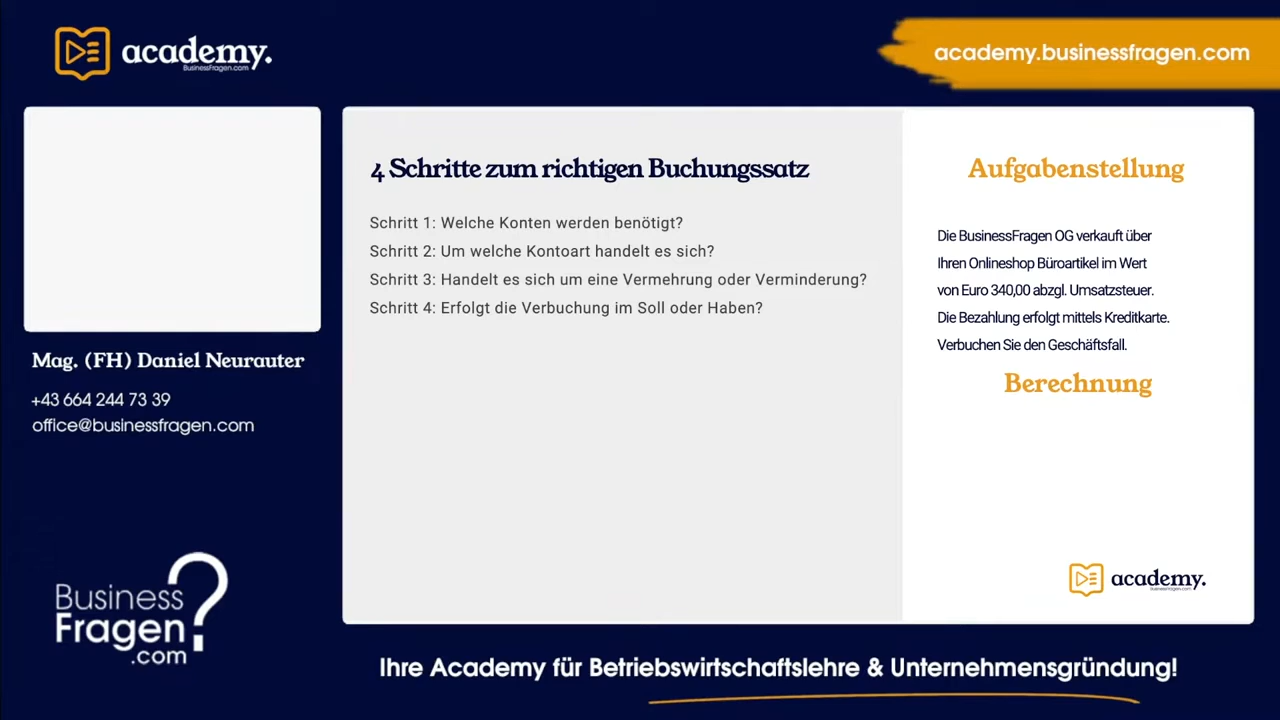 academy.
BusinessFragen.com
academy.businessfragen.com
4 Schritte zum richtigen Buchungssatz
Schritt 1: Welche Konten werden benötigt?
Schritt 2: Um welche Kontoart handelt es sich?
Schritt 3: Handelt es sich um eine Vermehrung oder Verminderung?
Schritt 4: Erfolgt die Verbuchung im Soll oder Haben?
Aufgabenstellung
Die BusinessFragen OG verkauft über
Ihren Onlineshop Büroartikel im Wert
von Euro 340,00 abzgl. Umsatzsteuer.
Die Bezahlung erfolgt mittels Kreditkarte.
Verbuchen Sie den Geschäftsfall.
Berechnung
academy.
businessfragen.com
Mag. (FH) Daniel Neurauter
+43 664 244 73 39
office@businessfragen.com
Business
Fragen
.com
?
Ihre Academy für Betriebswirtschaftslehre & Unternehmensgründung!